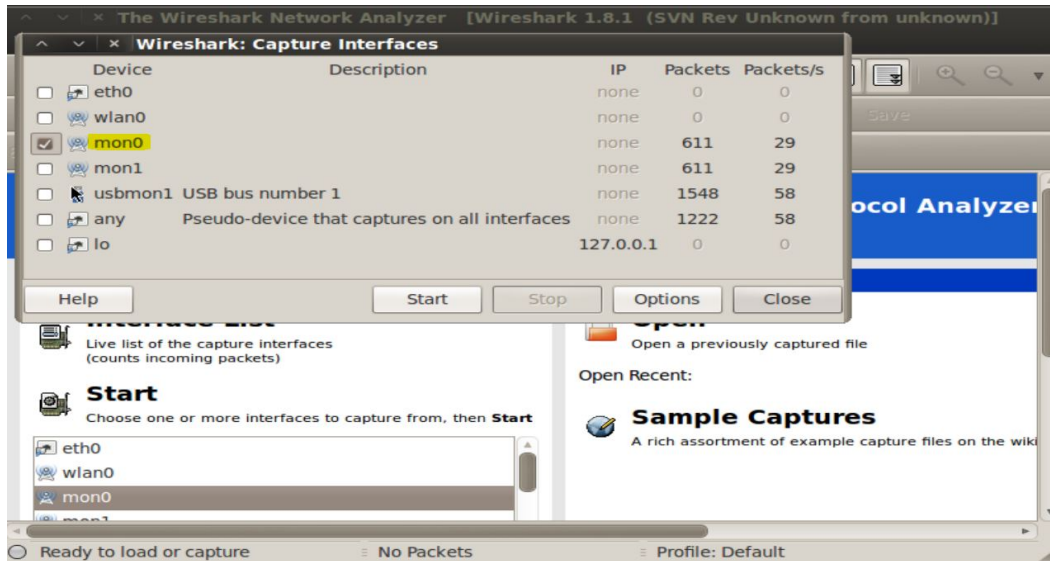 The Wireshark Network Analyzer [Wireshark 1.8.1 (SVN Rev Unknown from unknown)]
Wireshark: Capture Interfaces
Device Description IP Packets Packets/s
eth0 none 0 0
wlan0 none 0 0
mon0 none 611 29
mon1 none 611 29
usbmon1 USB bus number 1 none 1548 58
any Pseudo-device that captures on all interfaces none 1222 58
lo 127.0.0.1 0 0
Help Start Stop Options Close
Save
ocol Analyzer
Interface List
Live list of the capture interfaces
(counts incoming packets)
Start
Choose one or more interfaces to capture from, then Start
eth0
wlan0
mon0
mon1
Open
Open a previously captured file
Open Recent:
Sample Captures
A rich assortment of example capture files on the wiki
Ready to load or capture No Packets Profile: Default